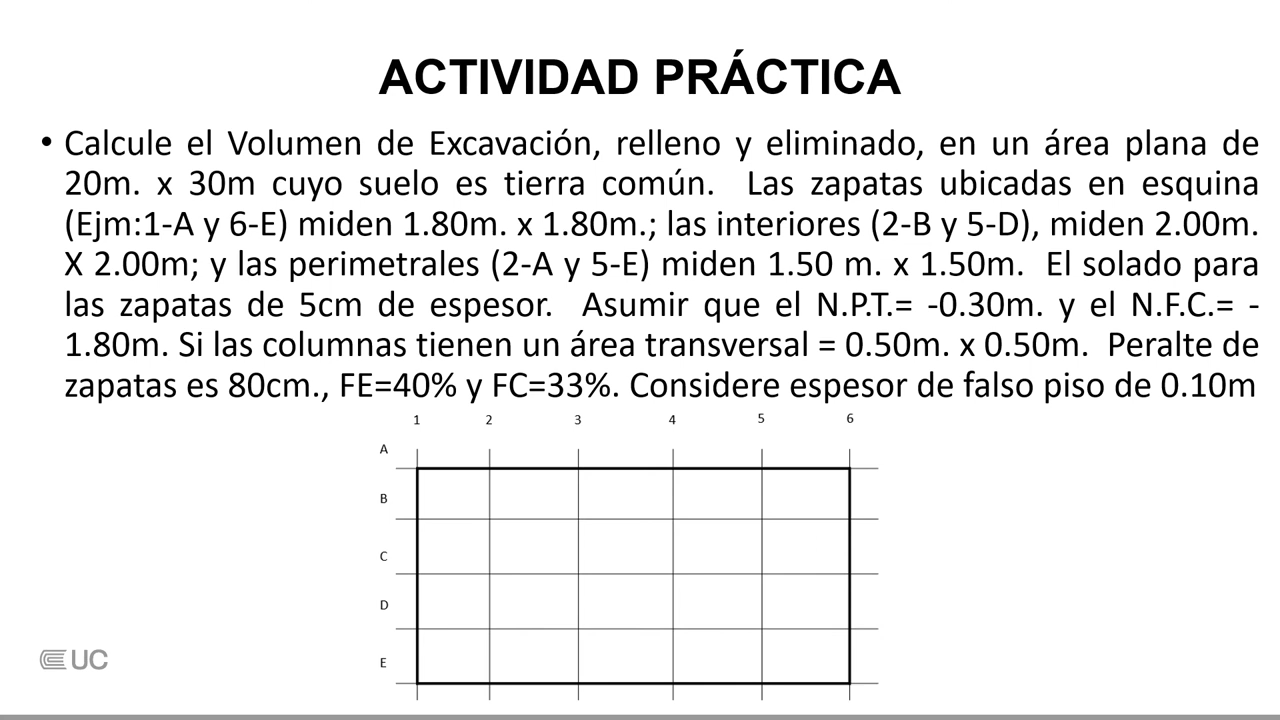 ACTIVIDAD PRÁCTICA
• Calcule el Volumen de Excavación, relleno y eliminado, en un área plana de
20m. x 30m cuyo suelo es tierra común. Las zapatas ubicadas en esquina
(Ejm:1-A y 6-E) miden 1.80m. x 1.80m.; las interiores (2-B y 5-D), miden 2.00m.
X 2.00m; y las perimetrales (2-A y 5-E) miden 1.50 m. x 1.50m. El solado para
las zapatas de 5cm de espesor. Asumir que el N.P.T.= -0.30m. y el N.F.C.= -
1.80m. Si las columnas tienen un área transversal = 0.50m. x 0.50m. Peralte de
zapatas es 80cm., FE=40% y FC=33%. Considere espesor de falso piso de 0.10m
1 2 3 4 5 6
A
B
C
D
E
UC